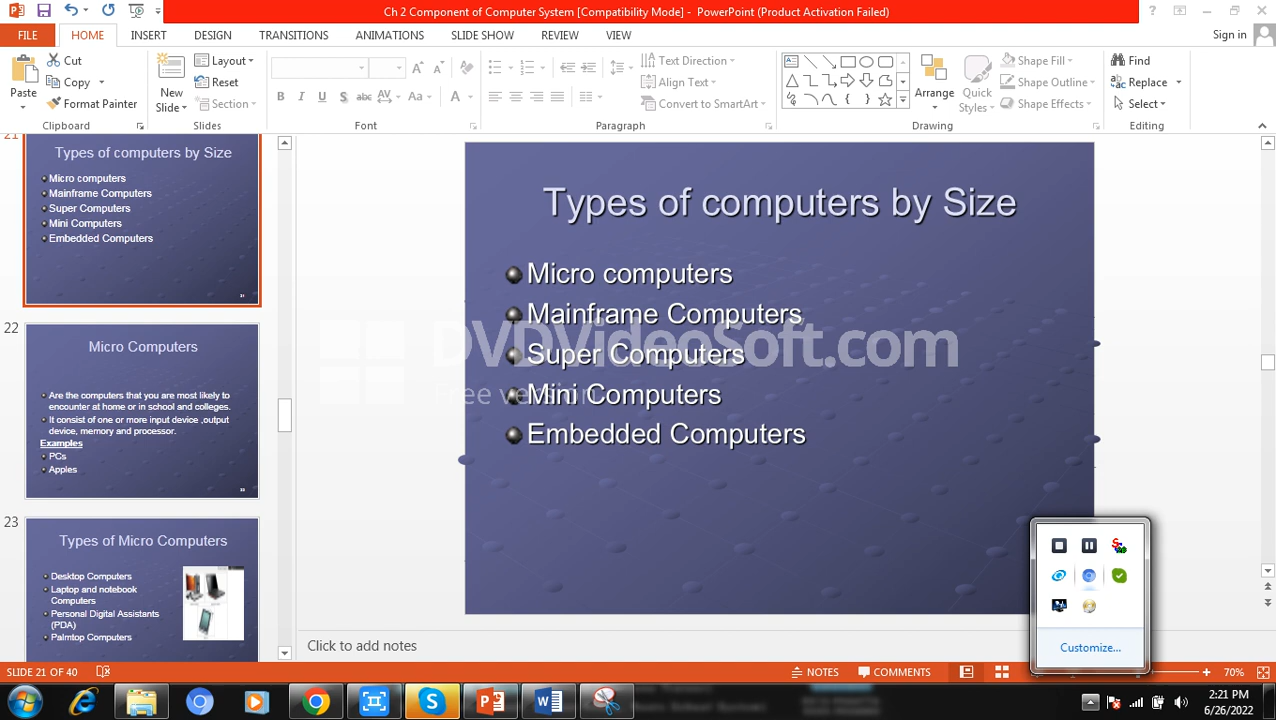 Ch 2 Component of Computer System [Compatibility Mode] - PowerPoint (Product Activation Failed)
FILE HOME INSERT DESIGN TRANSITIONS ANIMATIONS SLIDE SHOW REVIEW VIEW Sign in
Paste
Cut
Copy
Format Painter
Clipboard
New Slide
Layout
Reset
Section
Slides
B I U S abc AV Aa A
Font
Text Direction
Align Text
Convert to SmartArt
Paragraph
Arrange
Quick Styles
Shape Fill
Shape Outline
Shape Effects
Drawing
Find
Replace
Select
Editing
21
Types of computers by Size
Micro computers
Mainframe Computers
Super Computers
Mini Computers
Embedded Computers
22
Micro Computers
Are the computers that you are most likely to
encounter at home or in school and colleges.
It consist of one or more input device ,output
device, memory and processor.
Examples
PCs
Apples
23
Types of Micro Computers
Desktop Computers
Laptop and notebook
Computers
Personal Digital Assistants
(PDA)
Palmtop Computers
Types of computers by Size
Micro computers
Mainframe Computers
Super Computers
Mini Computers
Embedded Computers
DVDVideoSoft.com
Free version
Customize...
Click to add notes
SLIDE 21 OF 40 NOTES COMMENTS 70%
2:21 PM
6/26/2022